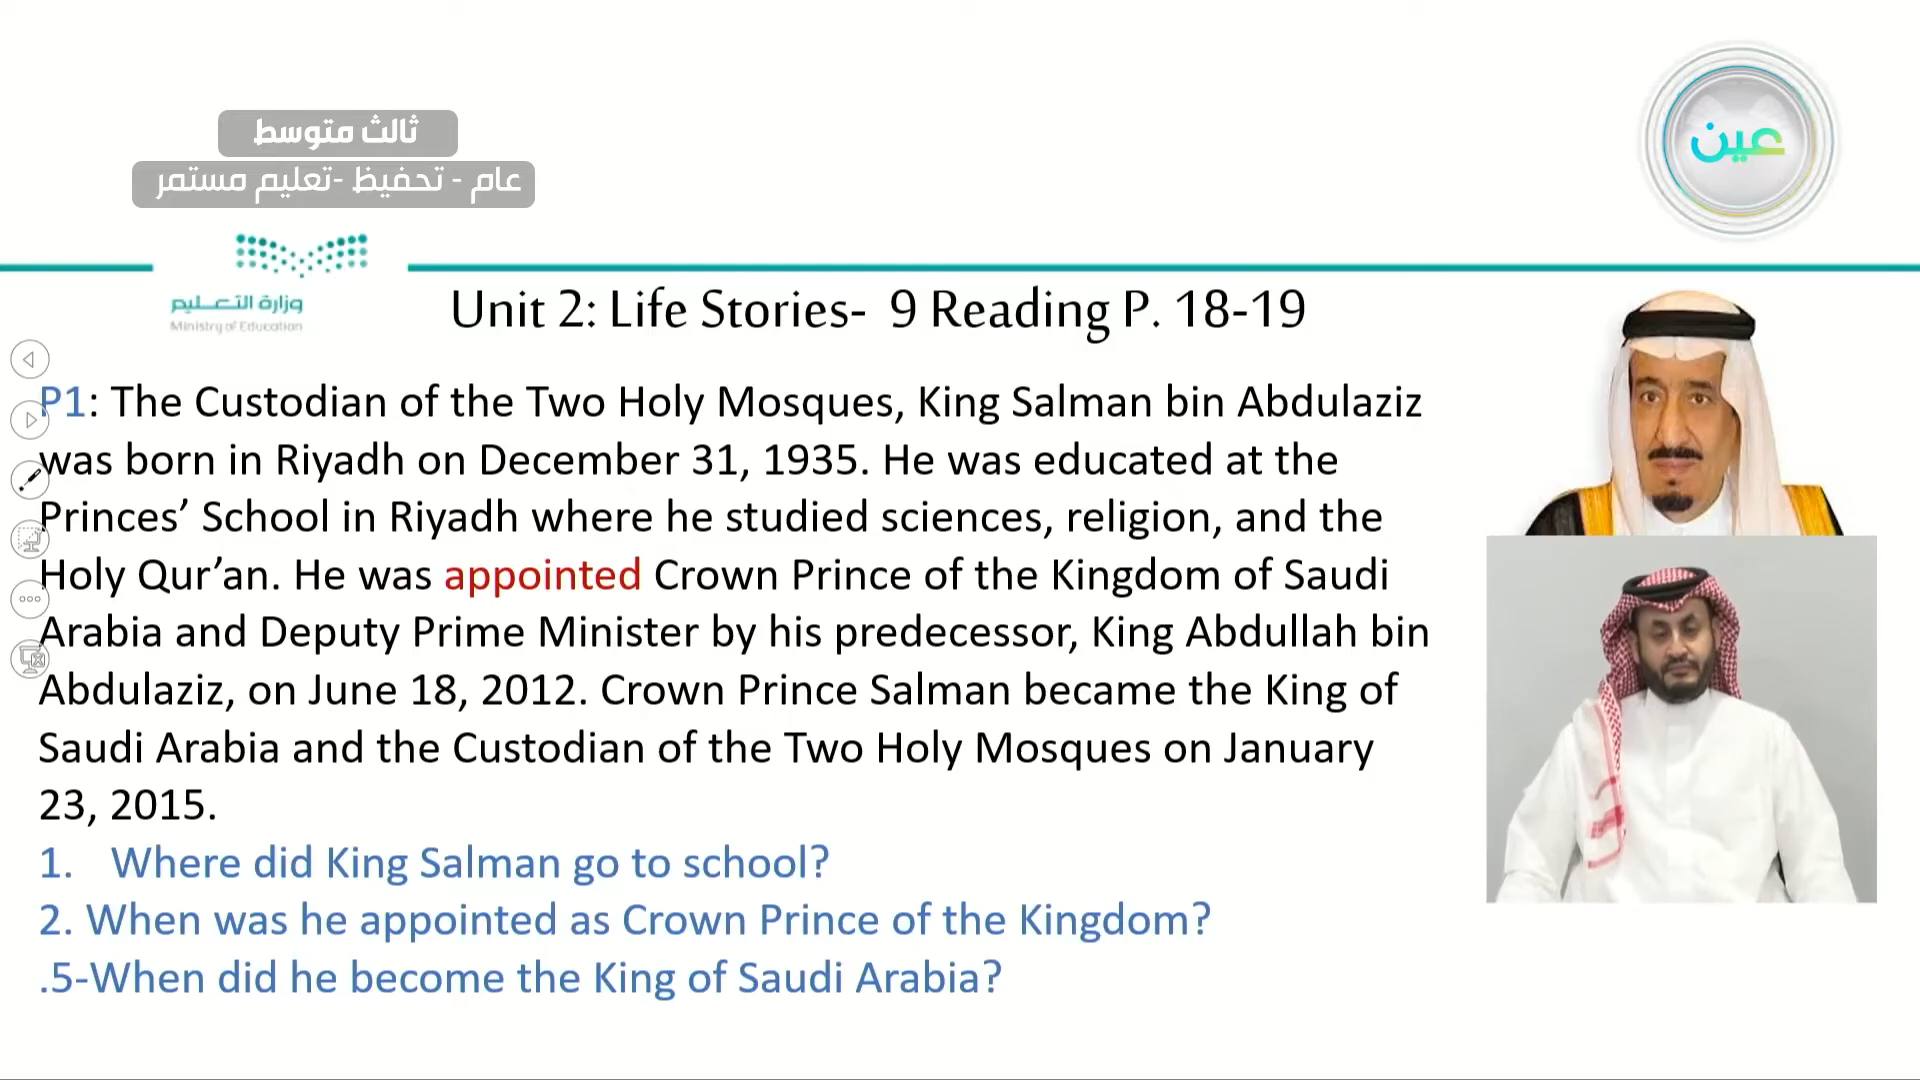 ثالث متوسط
عام - تحفيظ -تعليم مستمر
عين
وزارة التعليم
Ministry of Education
Unit 2: Life Stories- 9 Reading P. 18-19
P1: The Custodian of the Two Holy Mosques, King Salman bin Abdulaziz
was born in Riyadh on December 31, 1935. He was educated at the
Princes’ School in Riyadh where he studied sciences, religion, and the
Holy Qur’an. He was appointed Crown Prince of the Kingdom of Saudi
Arabia and Deputy Prime Minister by his predecessor, King Abdullah bin
Abdulaziz, on June 18, 2012. Crown Prince Salman became the King of
Saudi Arabia and the Custodian of the Two Holy Mosques on January
23, 2015.
1. Where did King Salman go to school?
2. When was he appointed as Crown Prince of the Kingdom?
.5-When did he become the King of Saudi Arabia?